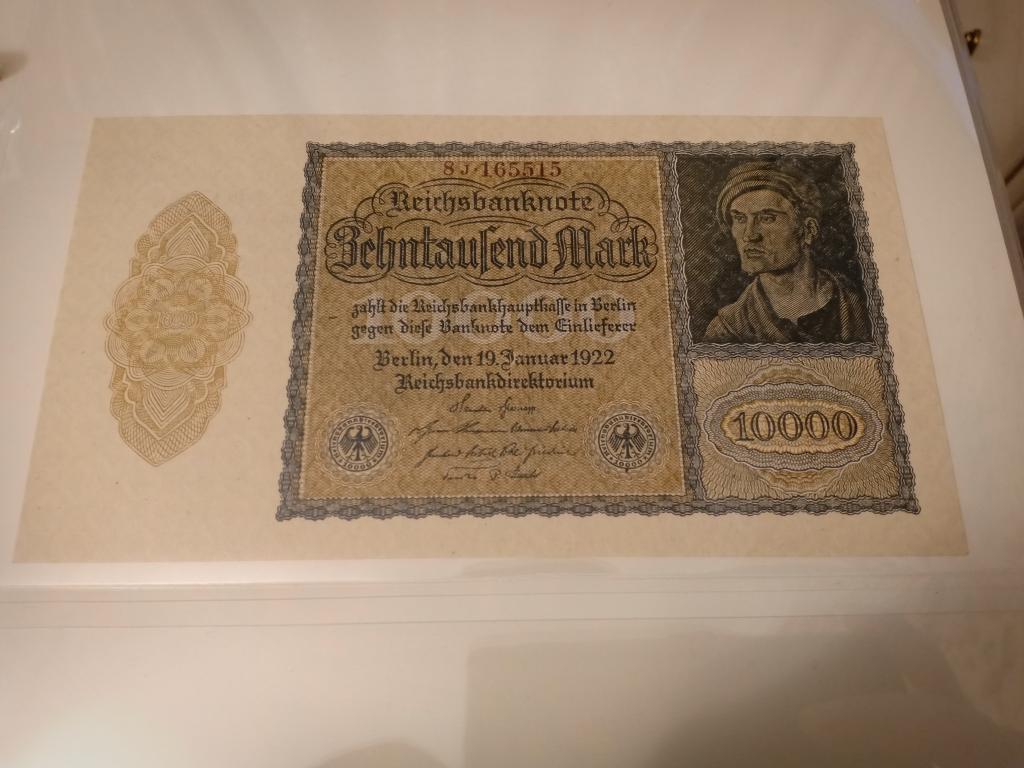 8J·165515
Reichsbanknote
Zehntausend Mark
zahlt die Reichsbankhauptkasse in Berlin
gegen diese Banknote dem Einlieferer
Berlin, den 19. Januar 1922
Reichsbankdirektorium
10000